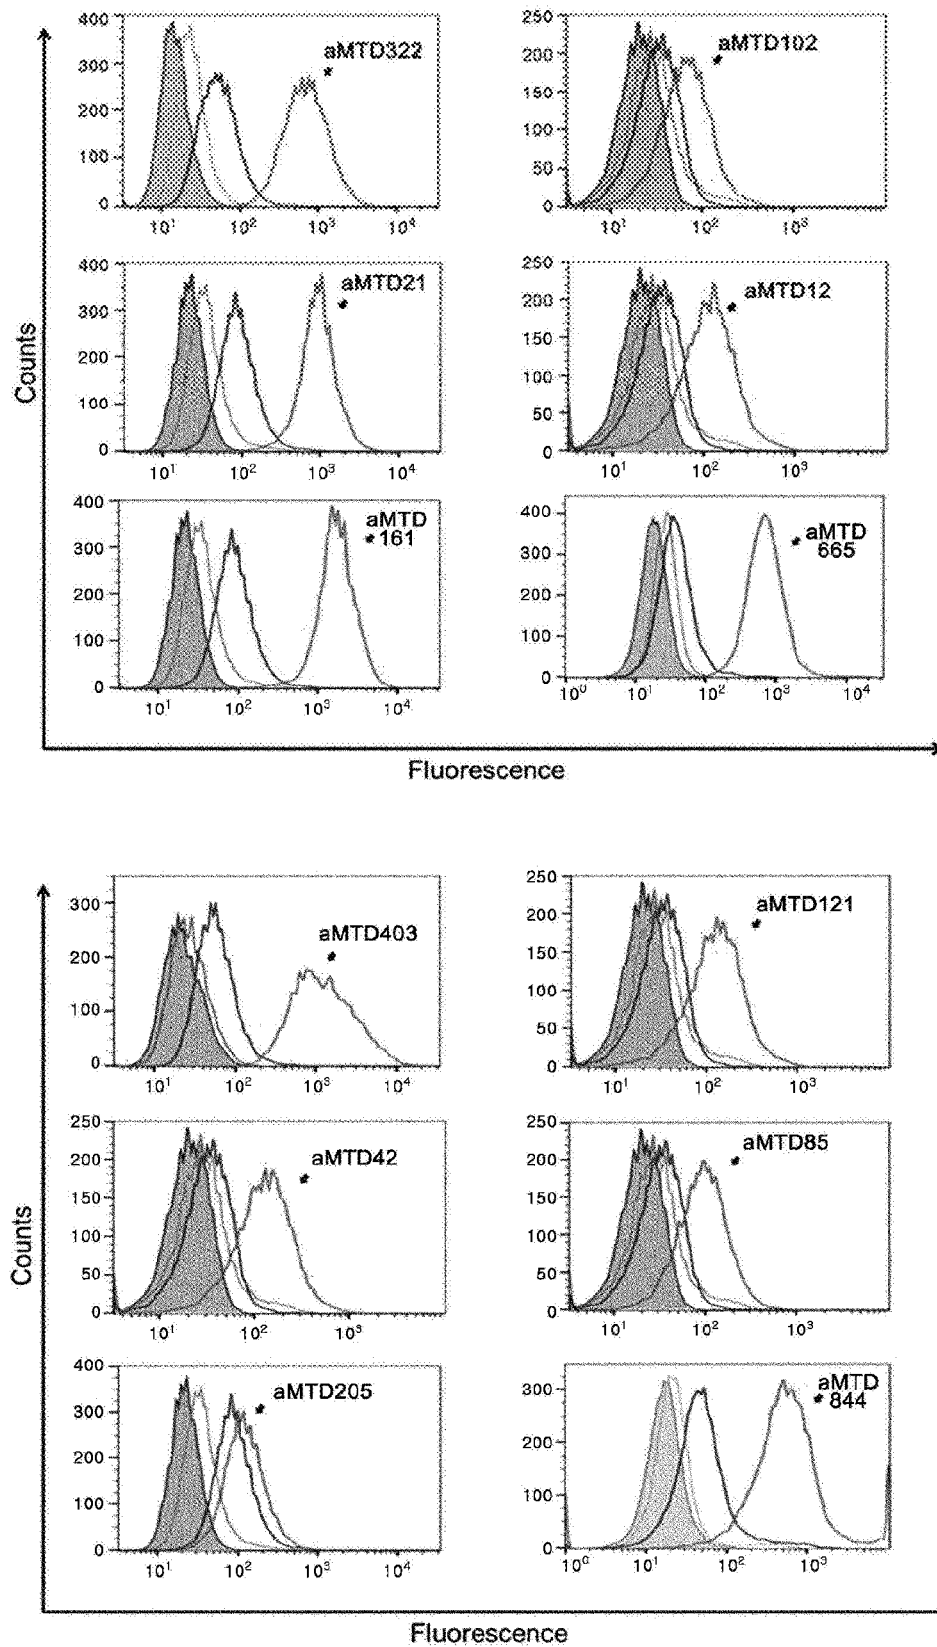 Counts
400
300
200
100
0
aMTD322
10¹ 10² 10³ 10⁴
250
200
150
100
50
0
aMTD102
10¹ 10² 10³
400
300
200
100
0
aMTD21
10¹ 10² 10³ 10⁴
250
200
150
100
50
0
aMTD12
10¹ 10² 10³
400
300
200
100
0
aMTD
161
10¹ 10² 10³ 10⁴
400
300
200
100
0
aMTD
665
10⁰ 10¹ 10² 10³ 10⁴
Fluorescence
Counts
300
200
100
0
aMTD403
10¹ 10² 10³ 10⁴
250
200
150
100
50
0
aMTD121
10¹ 10² 10³
250
200
150
100
50
0
aMTD42
10¹ 10² 10³
250
200
150
100
50
0
aMTD85
10¹ 10² 10³
400
300
200
100
0
aMTD205
10¹ 10² 10³ 10⁴
300
200
100
0
aMTD
844
10⁰ 10¹ 10² 10³
Fluorescence